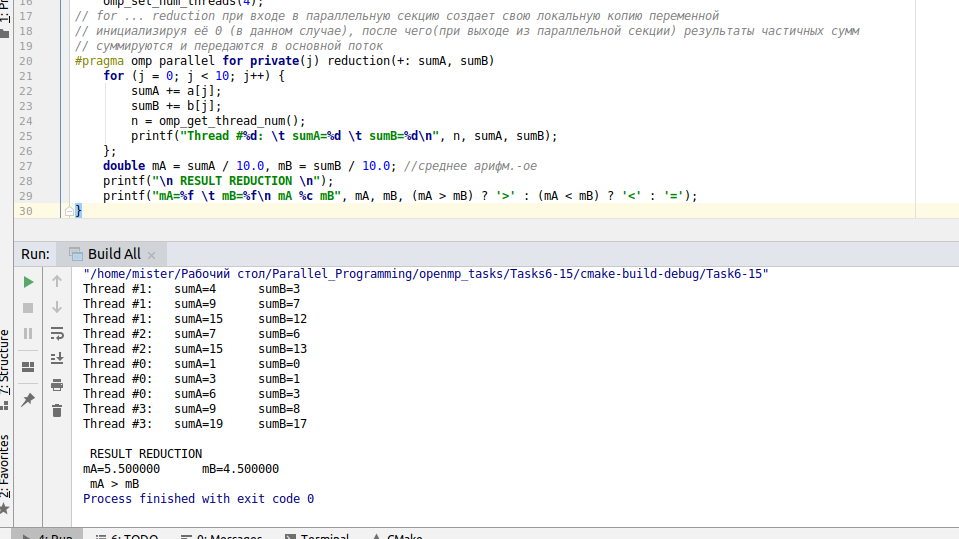 16 omp_set_num_threads(4);
17 // for ... reduction при входе в параллельную секцию создает свою локальную копию переменной
18 // инициализируя её 0 (в данном случае), после чего(при выходе из параллельной секции) результаты частичных сумм
19 // суммируются и передаются в основной поток
20 #pragma omp parallel for private(j) reduction(+: sumA, sumB)
21 for (j = 0; j < 10; j++) {
22 sumA += a[j];
23 sumB += b[j];
24 n = omp_get_thread_num();
25 printf("Thread #%d: \t sumA=%d \t sumB=%d\n", n, sumA, sumB);
26 };
27 double mA = sumA / 10.0, mB = sumB / 10.0; //среднее арифм.-ое
28 printf("\n RESULT REDUCTION \n");
29 printf("mA=%f \t mB=%f\n mA %c mB", mA, mB, (mA > mB) ? '>' : (mA < mB) ? '<' : '=');
30 }
Run: Build All
"/home/mister/Рабочий стол/Parallel_Programming/openmp_tasks/Tasks6-15/cmake-build-debug/Task6-15"
Thread #1: sumA=4 sumB=3
Thread #1: sumA=9 sumB=7
Thread #1: sumA=15 sumB=12
Thread #2: sumA=7 sumB=6
Thread #2: sumA=15 sumB=13
Thread #0: sumA=1 sumB=0
Thread #0: sumA=3 sumB=1
Thread #0: sumA=6 sumB=3
Thread #3: sumA=9 sumB=8
Thread #3: sumA=19 sumB=17
RESULT REDUCTION
mA=5.500000 mB=4.500000
mA > mB
Process finished with exit code 0
7: Structure
2: Favorites
4: Run 6: TODO 0: Messages Terminal CMake